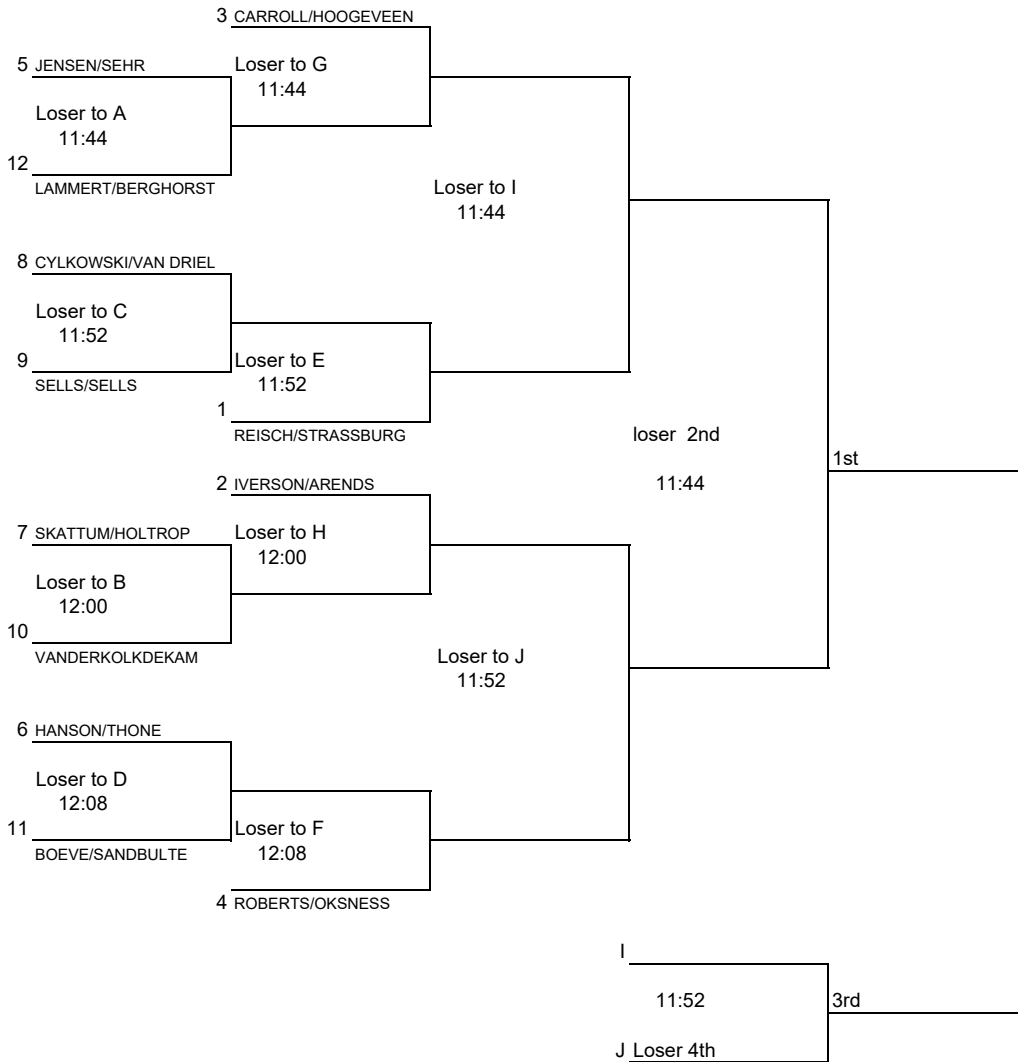 3 CARROLL/HOOGEVEEN
5 JENSEN/SEHR
Loser to G
11:44
Loser to A
11:44
12
LAMMERT/BERGHORST
Loser to I
11:44
8 CYLKOWSKI/VAN DRIEL
Loser to C
11:52
9
SELLS/SELLS
Loser to E
11:52
1
REISCH/STRASSBURG
loser 2nd
11:44
1st
2 IVERSON/ARENDS
7 SKATTUM/HOLTROP
Loser to H
12:00
Loser to B
12:00
10
VANDERKOLKDEKAM
Loser to J
11:52
6 HANSON/THONE
Loser to D
12:08
11
BOEVE/SANDBULTE
Loser to F
12:08
4 ROBERTS/OKSNESS
I
11:52
3rd
J Loser 4th